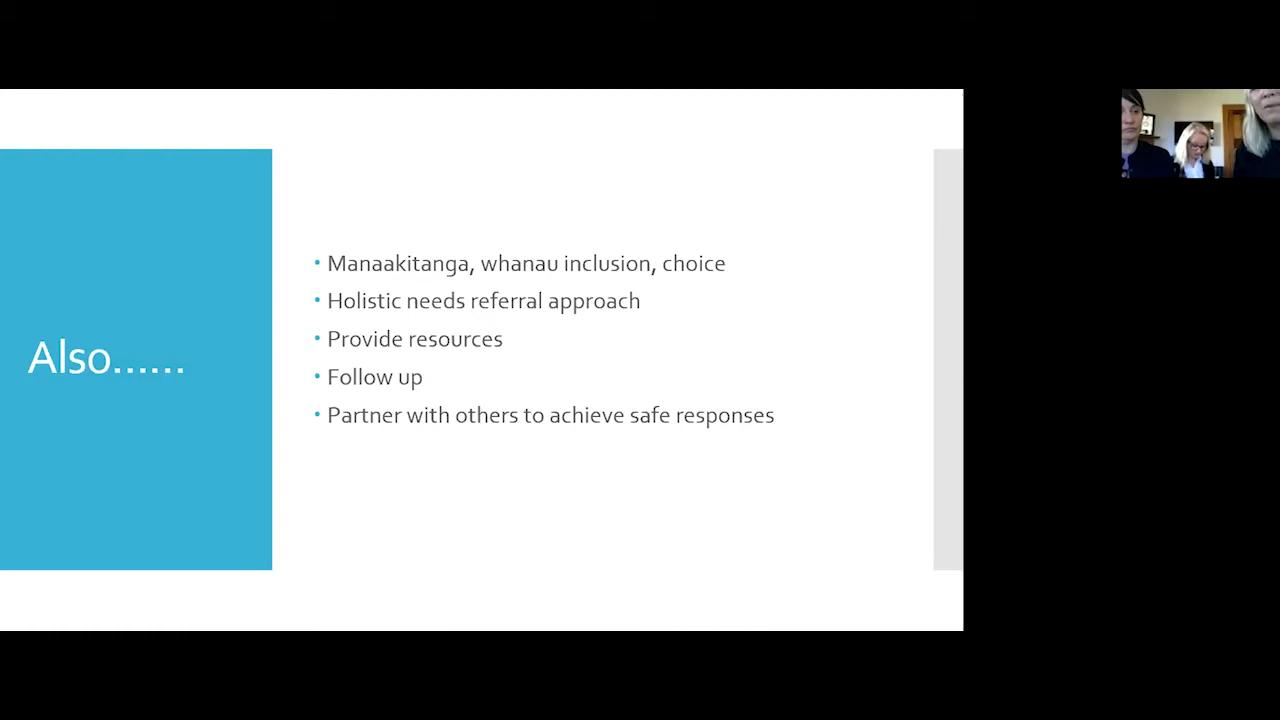 Also......
Manaakitanga, whanau inclusion, choice
Holistic needs referral approach
Provide resources
Follow up
Partner with others to achieve safe responses